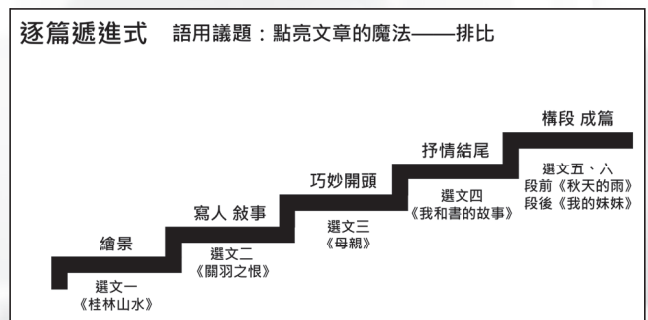 逐篇遞進式 語用議題：點亮文章的魔法——排比
構段 成篇
抒情結尾
巧妙開頭
寫人 敍事
繪景
選文五、六
段前《秋天的雨》
段後《我的妹妹》
選文四
《我和書的故事》
選文三
《母親》
選文二
《關羽之恨》
選文一
《桂林山水》